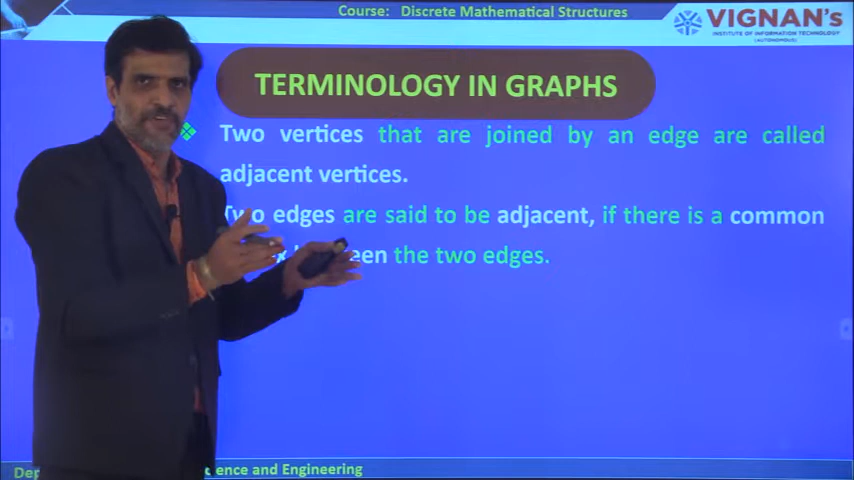 Course: Discrete Mathematical Structures
VIGNAN's
INSTITUTE OF INFORMATION TECHNOLOGY
(AUTONOMOUS)
TERMINOLOGY IN GRAPHS
Two vertices that are joined by an edge are called
adjacent vertices.
Two edges are said to be adjacent, if there is a common
the two edges.
ience and Engineering